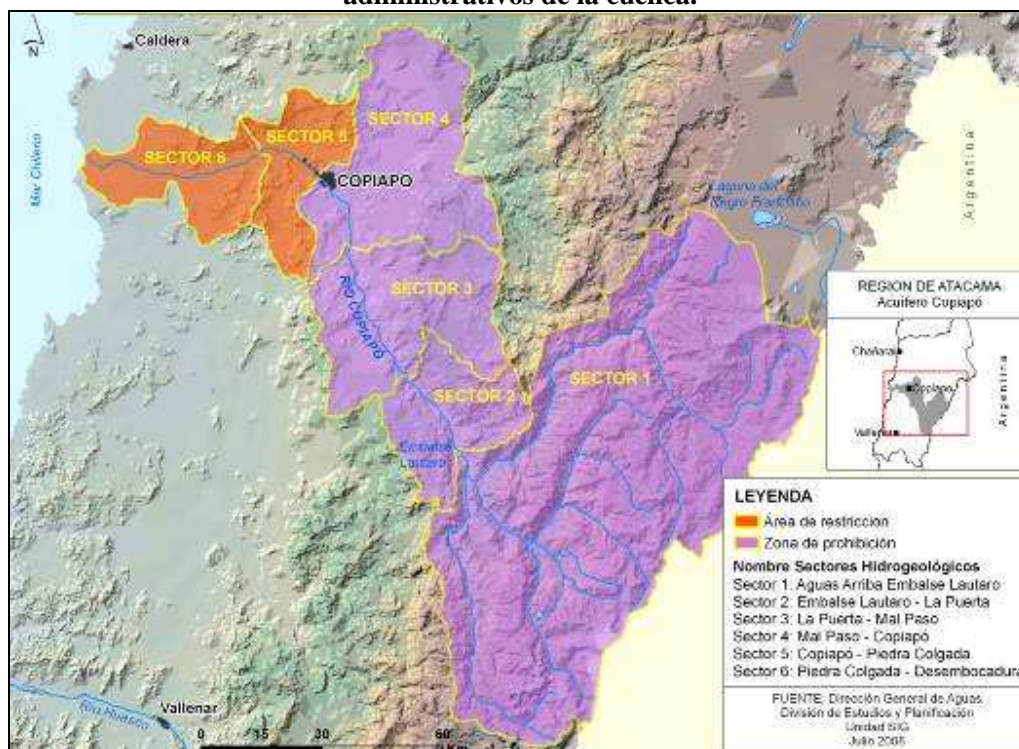 administrativos de la cuenca.
N
Caldera
Mar Chileno
SECTOR 4
SECTOR 5
SECTOR 6
COPIAPO
Laguna del
Negro Francisco
Argentina
SECTOR 3
RIO COPIAPO
SECTOR 1
SECTOR 2
Embalse
Lautaro
REGION DE ATACAMA
Acuífero Copiapó
Chañaral
Copiapo
Vallenar
Argentina
LEYENDA
Área de restriccion
Zona de prohibición
Nombre Sectores Hidrogeológicos
Sector 1: Aguas Arriba Embalse Lautaro
Sector 2: Embalse Lautaro - La Puerta
Sector 3: La Puerta - Mal Paso
Sector 4: Mal Paso - Copiapó
Sector 5: Copiapó - Piedra Colgada
Sector 6: Piedra Colgada - Desembocadura
FUENTE: Dirección General de Aguas
División de Estudios y Planificación
Unidad SIG
Julio 2008
Rio Huasco
Vallenar
0 15 30 60
Km